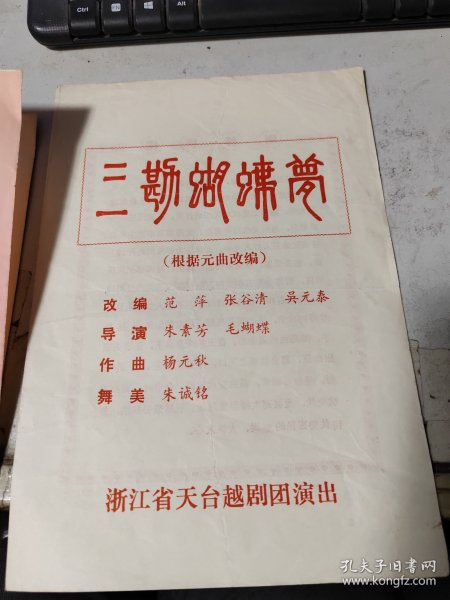 Ctrl
FN
Alt
三勘蝴蝶梦
（根据元曲改编）
改编 范萍 张谷清 吴元泰
导演 朱素芳 毛蝴蝶
作曲 杨元秋
舞美 朱诚铭
浙江省天台越剧团演出
孔夫子旧书网
www.kongfz.com